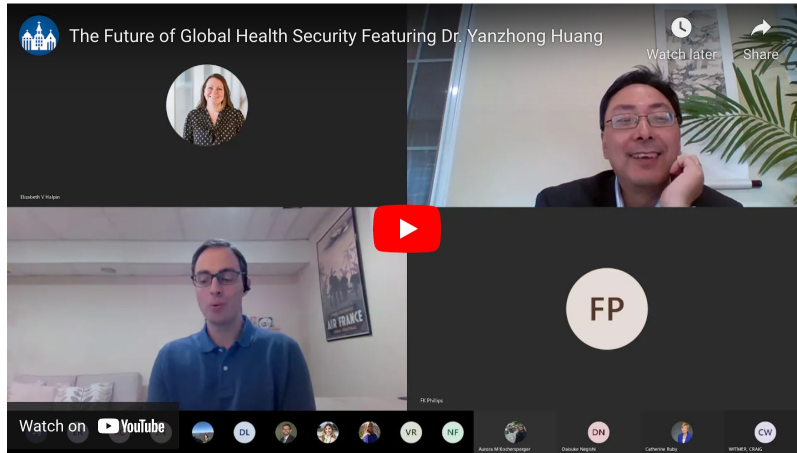 The Future of Global Health Security Featuring Dr. Yanzhong Huang
Watch later
Share
Elizabeth V Halpin
AIR FRANCE
FP
FK Phillips
Watch on YouTube
DL
VR
NF
Aurora M Kochersperger
DN
Daisuke Negishi
Catherine Ruby
CW
WITMER, CRAIG